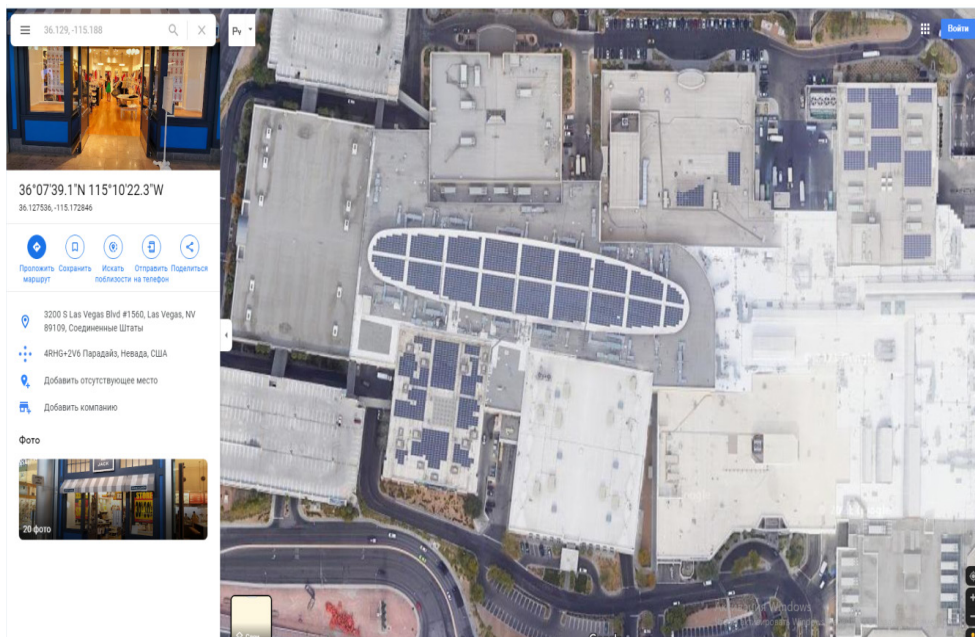 36.129, -115.188
Ру
Войти
36°07'39.1"N 115°10'22.3"W
36.127536, -115.172846
Проложить маршрут
Сохранить
Искать поблизости
Отправить на телефон
Поделиться
3200 S Las Vegas Blvd #1560, Las Vegas, NV
89109, Соединенные Штаты
4RHG+2V6 Парадайз, Невада, США
Добавить отсутствующее место
Добавить компанию
Фото
JACK
20 фото